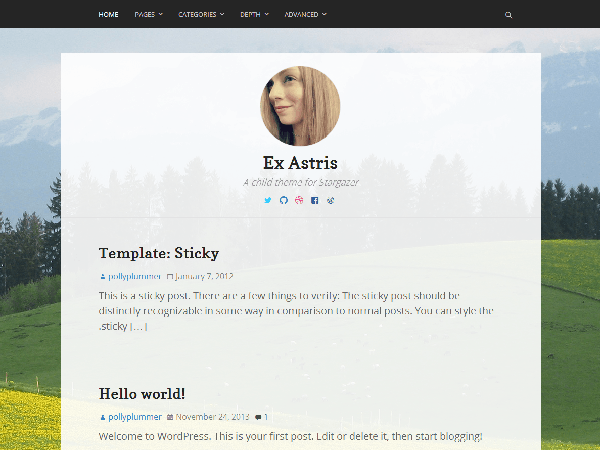 HOME PAGES CATEGORIES DEPTH ADVANCED
Ex Astris
A child theme for Stargazer
Template: Sticky
pollyplummer January 7, 2012
This is a sticky post. There are a few things to verify: The sticky post should be
distinctly recognizable in some way in comparison to normal posts. You can style the
.sticky [...]
Hello world!
pollyplummer November 24, 2013 1
Welcome to WordPress. This is your first post. Edit or delete it, then start blogging!